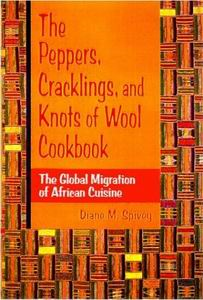 The
Peppers,
Cracklings, and
Knots of Wool
Cookbook
The Global Migration
of African Cuisine
Diane M. Spivey